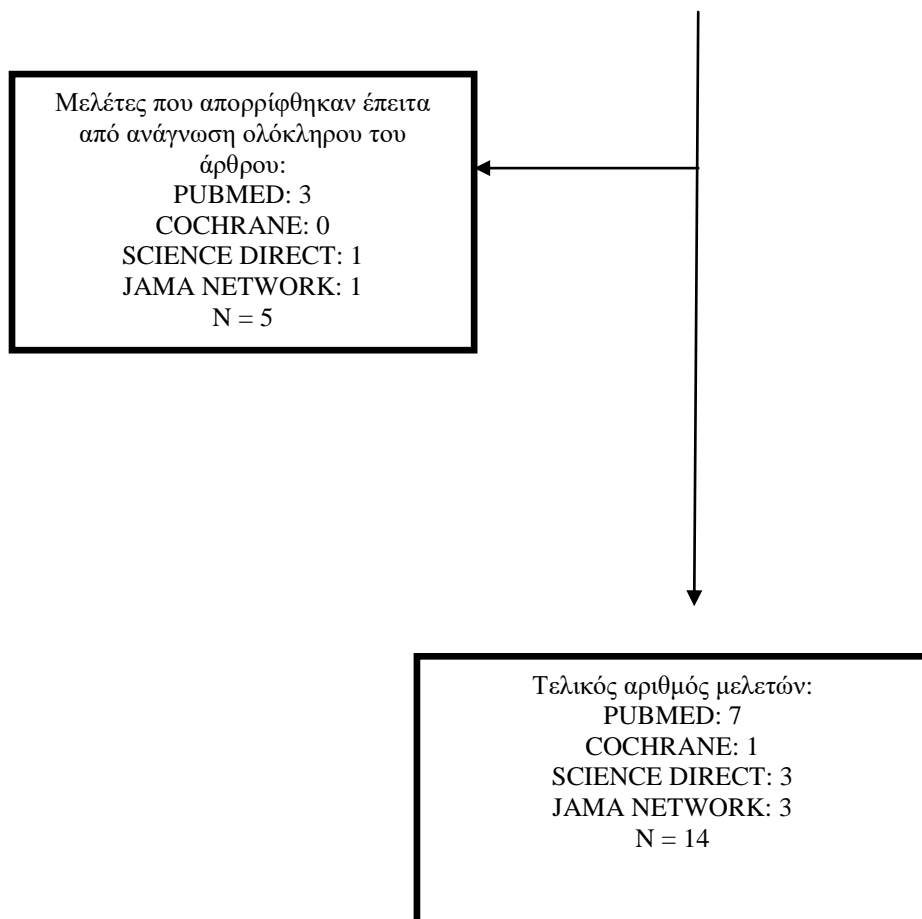 Μελέτες που απορρίφθηκαν έπειτα
από ανάγνωση ολόκληρου του
άρθρου:
PUBMED: 3
COCHRANE: 0
SCIENCE DIRECT: 1
JAMA NETWORK: 1
N = 5
Τελικός αριθμός μελετών:
PUBMED: 7
COCHRANE: 1
SCIENCE DIRECT: 3
JAMA NETWORK: 3
N = 14